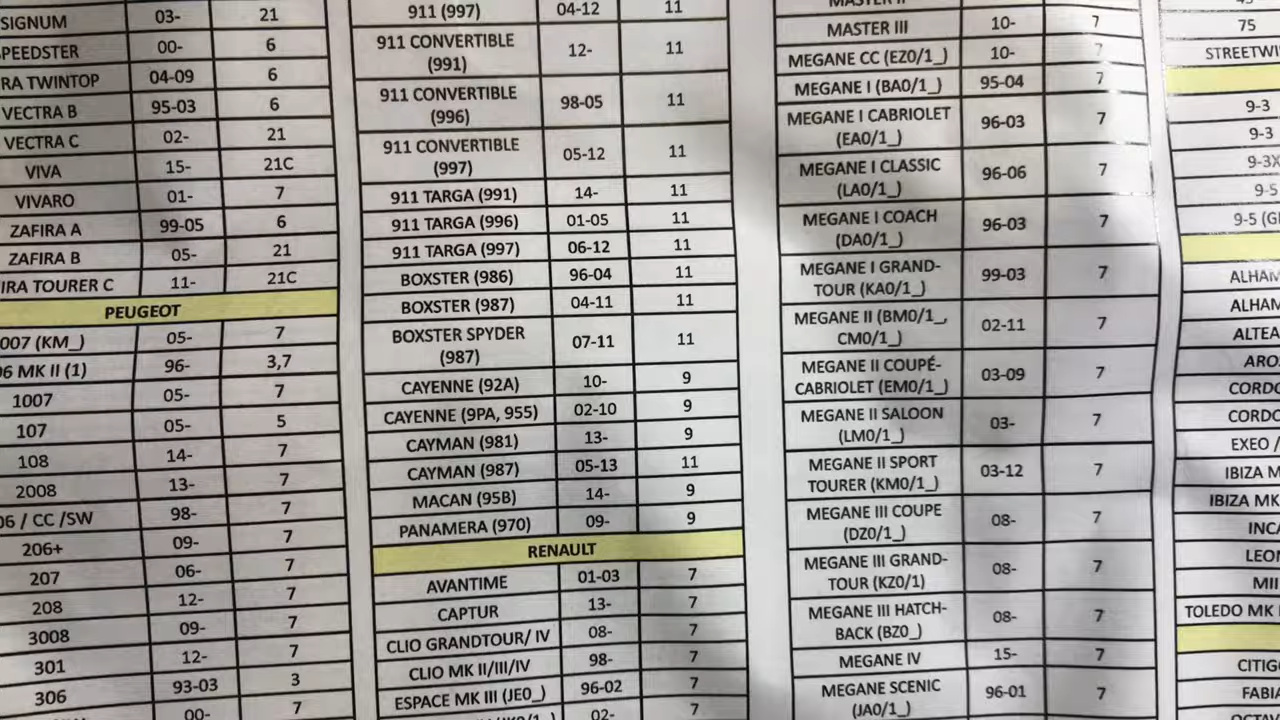 SIGNUM 03- 21
SPEEDSTER 00- 6
RA TWINTOP 04-09 6
VECTRA B 95-03 6
VECTRA C 02- 21
VIVA 15- 21C
VIVARO 01- 7
ZAFIRA A 99-05 6
ZAFIRA B 05- 21
IRA TOURER C 11- 21C
PEUGEOT
007 (KM_) 05- 7
06 MK II (1) 96- 3,7
1007 05- 7
107 05- 5
108 14- 7
2008 13- 7
06 / CC /SW 98- 7
206+ 09- 7
207 06- 7
208 12- 7
3008 09- 7
301 12- 7
306 93-03 3
00- 7
911 (997) 04-12 11
911 CONVERTIBLE
(991) 12- 11
911 CONVERTIBLE
(996) 98-05 11
911 CONVERTIBLE
(997) 05-12 11
911 TARGA (991) 14- 11
911 TARGA (996) 01-05 11
911 TARGA (997) 06-12 11
BOXSTER (986) 96-04 11
BOXSTER (987) 04-11 11
BOXSTER SPYDER
(987) 07-11 11
CAYENNE (92A) 10- 9
CAYENNE (9PA, 955) 02-10 9
CAYMAN (981) 13- 9
CAYMAN (987) 05-13 11
MACAN (95B) 14- 9
PANAMERA (970) 09- 9
RENAULT
AVANTIME 01-03 7
CAPTUR 13- 7
CLIO GRANDTOUR/ IV 08- 7
CLIO MK II/III/IV 98- 7
ESPACE MK III (JE0_) 96-02 7
02- 7
MASTER II
MASTER III 10- 7
MEGANE CC (EZ0/1_) 10- 7
MEGANE I (BA0/1_) 95-04 7
MEGANE I CABRIOLET
(EA0/1_) 96-03 7
MEGANE I CLASSIC
(LA0/1_) 96-06 7
MEGANE I COACH
(DA0/1_) 96-03 7
MEGANE I GRAND-
TOUR (KA0/1_) 99-03 7
MEGANE II (BM0/1_,
CM0/1_) 02-11 7
MEGANE II COUPÉ-
CABRIOLET (EM0/1_) 03-09 7
MEGANE II SALOON
(LM0/1_) 03- 7
MEGANE II SPORT
TOURER (KM0/1_) 03-12 7
MEGANE III COUPE
(DZ0/1_) 08- 7
MEGANE III GRAND-
TOUR (KZ0/1) 08- 7
MEGANE III HATCH-
BACK (BZ0_) 08- 7
MEGANE IV 15- 7
MEGANE SCENIC
(JA0/1_) 96-01 7
75
STREETWI
9-3
9-3
9-3X
9-5
9-5 (G
ALHAM
ALHAM
ALTEA
ARO
CORDO
CORDO
EXEO /
IBIZA M
IBIZA MK
INCA
LEON
MII
TOLEDO MK
CITIG
FABIA
OCTAV